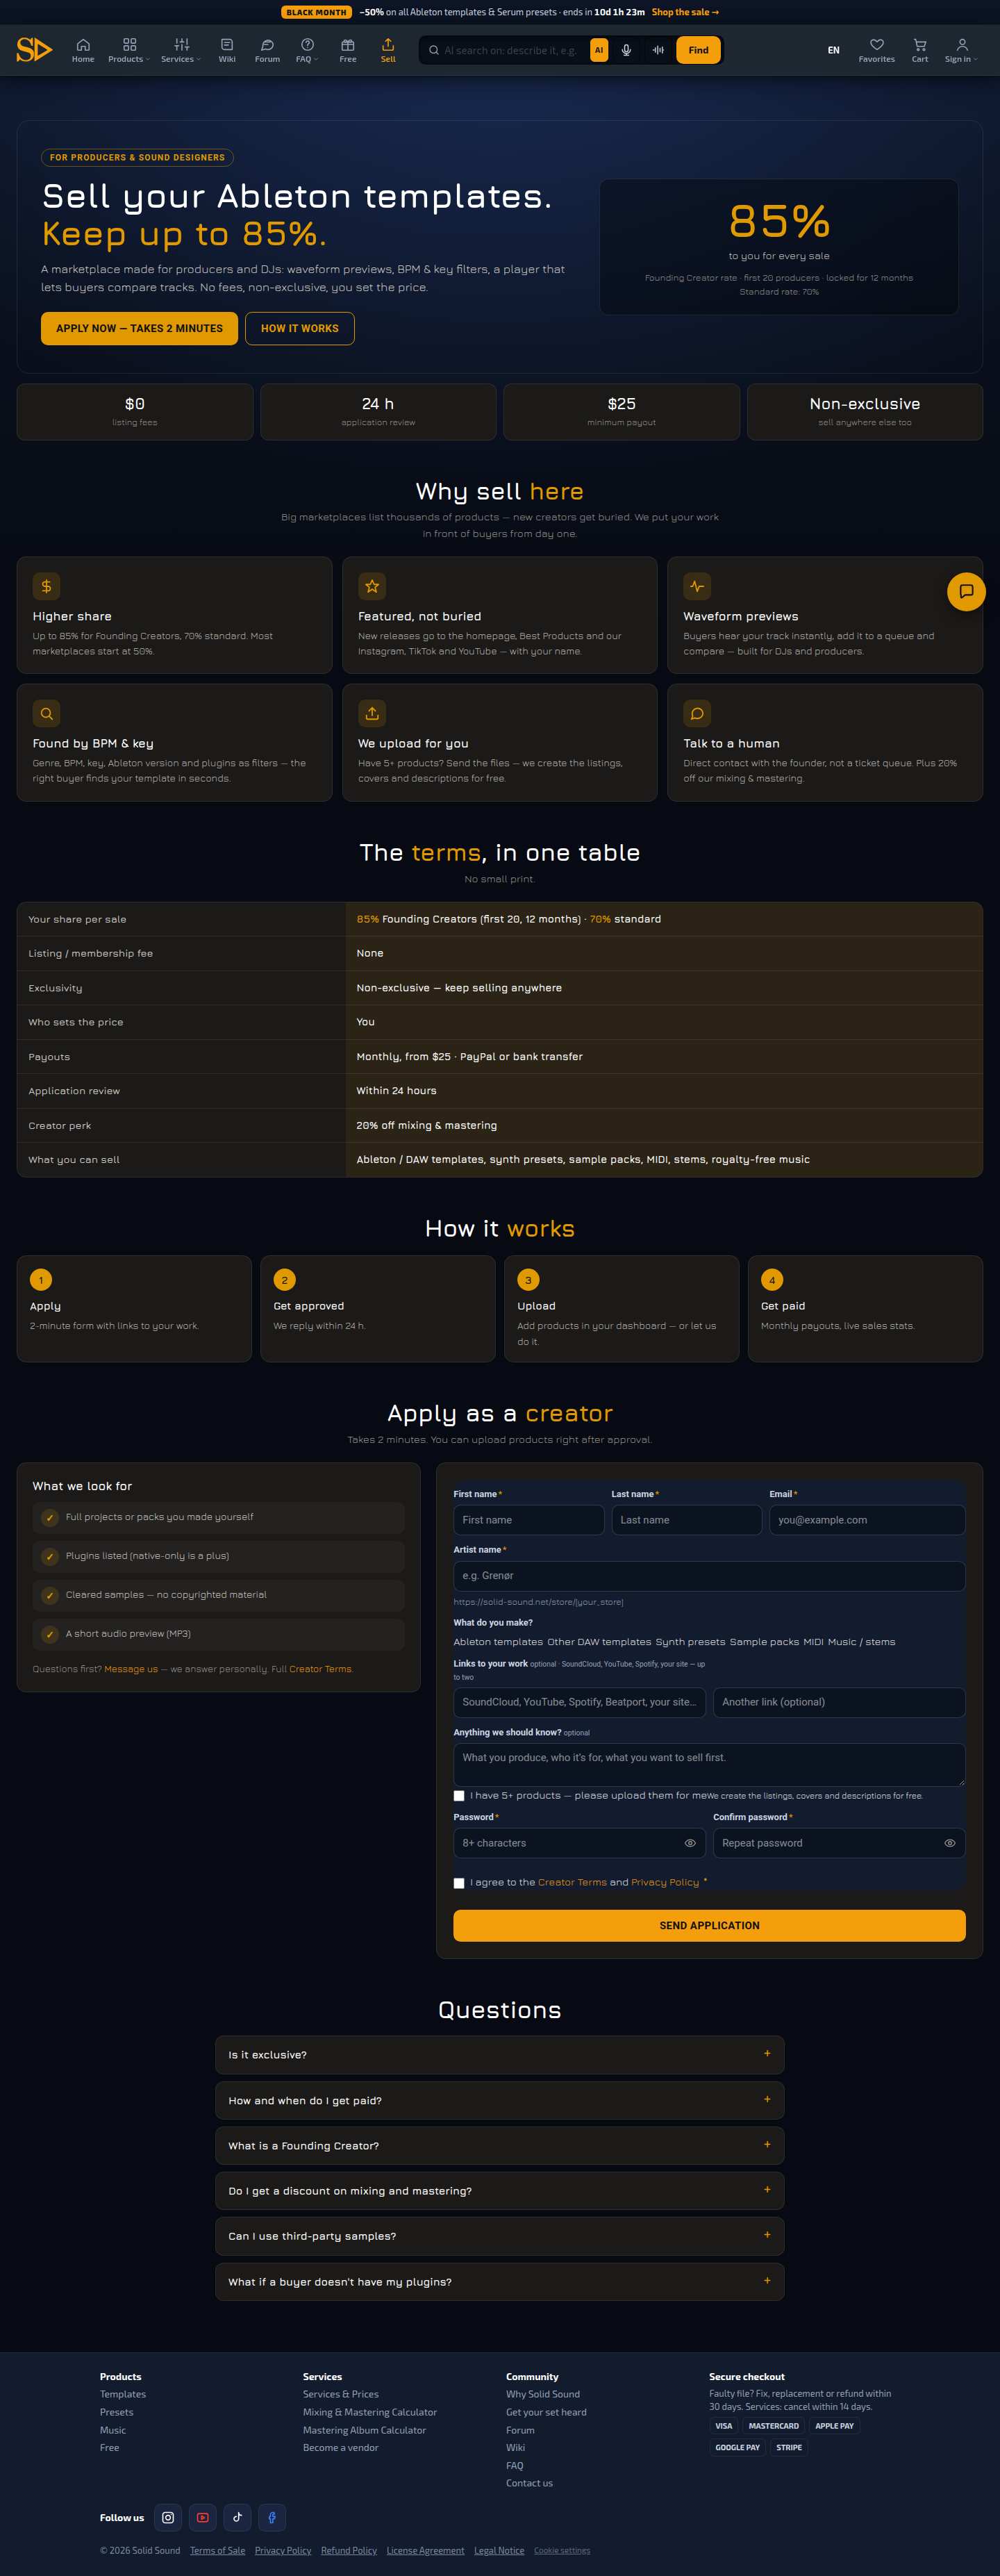 BLACK MONTH −50% on all Ableton templates & Serum presets · ends in 10d 1h 23m Shop the sale →
Home
Products
Services
Wiki
Forum
FAQ
Free
Sell
AI search on: describe it, e.g.
AI
Find
EN
Favorites
Cart
Sign in
FOR PRODUCERS & SOUND DESIGNERS
Sell your Ableton templates.
Keep up to 85%.
A marketplace made for producers and DJs: waveform previews, BPM & key filters, a player that
lets buyers compare tracks. No fees, non-exclusive, you set the price.
APPLY NOW — TAKES 2 MINUTES
HOW IT WORKS
85%
to you for every sale
Founding Creator rate · first 20 producers · locked for 12 months
Standard rate: 70%
$0
listing fees
24 h
application review
$25
minimum payout
Non-exclusive
sell anywhere else too
Why sell here
Big marketplaces list thousands of products — new creators get buried. We put your work
in front of buyers from day one.
Higher share
Up to 85% for Founding Creators, 70% standard. Most
marketplaces start at 50%.
Featured, not buried
New releases go to the homepage, Best Products and our
Instagram, TikTok and YouTube — with your name.
Waveform previews
Buyers hear your track instantly, add it to a queue and
compare — built for DJs and producers.
Found by BPM & key
Genre, BPM, key, Ableton version and plugins as filters — the
right buyer finds your template in seconds.
We upload for you
Have 5+ products? Send the files — we create the listings,
covers and descriptions for free.
Talk to a human
Direct contact with the founder, not a ticket queue. Plus 20%
off our mixing & mastering.
The terms, in one table
No small print.
Your share per sale
85% Founding Creators (first 20, 12 months) · 70% standard
Listing / membership fee
None
Exclusivity
Non-exclusive — keep selling anywhere
Who sets the price
You
Payouts
Monthly, from $25 · PayPal or bank transfer
Application review
Within 24 hours
Creator perk
20% off mixing & mastering
What you can sell
Ableton / DAW templates, synth presets, sample packs, MIDI, stems, royalty-free music
How it works
1
Apply
2-minute form with links to your work.
2
Get approved
We reply within 24 h.
3
Upload
Add products in your dashboard — or let us
do it.
4
Get paid
Monthly payouts, live sales stats.
Apply as a creator
Takes 2 minutes. You can upload products right after approval.
What we look for
✓ Full projects or packs you made yourself
✓ Plugins listed (native-only is a plus)
✓ Cleared samples — no copyrighted material
✓ A short audio preview (MP3)
Questions first? Message us — we answer personally. Full Creator Terms.
First name *
Last name *
Email *
First name
Last name
you@example.com
Artist name *
e.g. Grenør
https://solid-sound.net/store/[your_store]
What do you make?
Ableton templates Other DAW templates Synth presets Sample packs MIDI Music / stems
Links to your work optional · SoundCloud, YouTube, Spotify, your site — up
to two
SoundCloud, YouTube, Spotify, Beatport, your site…
Another link (optional)
Anything we should know? optional
What you produce, who it's for, what you want to sell first.
I have 5+ products — please upload them for meWe create the listings, covers and descriptions for free.
Password *
Confirm password *
8+ characters
Repeat password
I agree to the Creator Terms and Privacy Policy *
SEND APPLICATION
Questions
Is it exclusive? +
How and when do I get paid? +
What is a Founding Creator? +
Do I get a discount on mixing and mastering? +
Can I use third-party samples? +
What if a buyer doesn't have my plugins? +
Products
Templates
Presets
Music
Free
Services
Services & Prices
Mixing & Mastering Calculator
Mastering Album Calculator
Become a vendor
Community
Why Solid Sound
Get your set heard
Forum
Wiki
FAQ
Contact us
Secure checkout
Faulty file? Fix, replacement or refund within
30 days. Services: cancel within 14 days.
VISA MASTERCARD APPLE PAY
GOOGLE PAY STRIPE
Follow us
© 2026 Solid Sound Terms of Sale Privacy Policy Refund Policy License Agreement Legal Notice Cookie settings